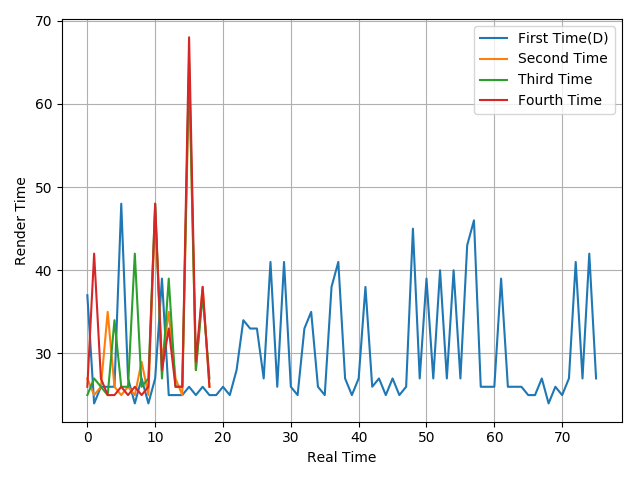 70
60
50
40
30
Render Time
0 10 20 30 40 50 60 70
Real Time
First Time(D)
Second Time
Third Time
Fourth Time